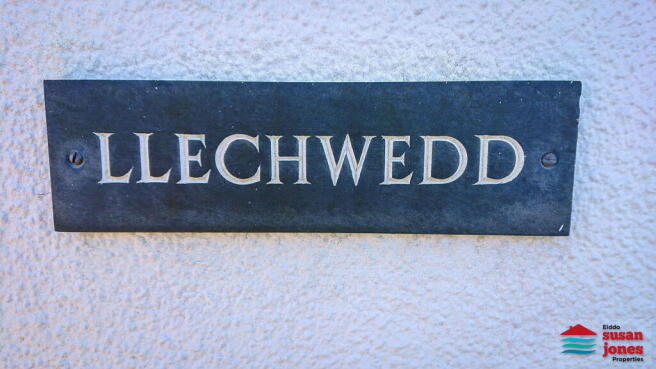 LLECHWEDD
Eiddo
susan
jones
Properties